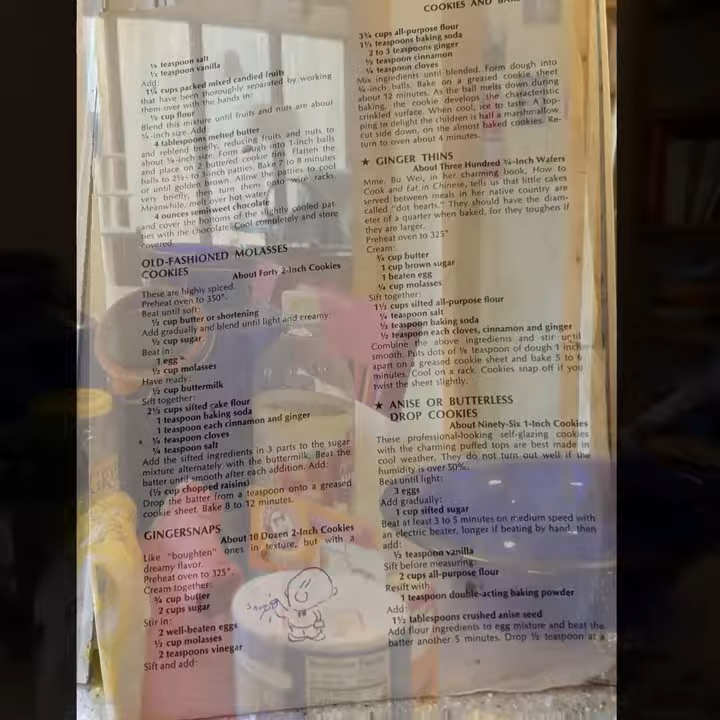 ¼ teaspoon salt
½ teaspoon vanilla
Add:
1¼ cups packed mixed candied fruits
that have been thoroughly separated by working
them over with the hands in:
½ cup flour
Blend this mixture until fruits and nuts are about
¼-inch size. Add:
4 tablespoons melted butter
and reblend briefly, reducing fruits and nuts to
about ⅛-inch size. Form dough into 1-inch balls
and place on 2 buttered cookie tins. Flatten the
balls to 2½- to 3-inch patties. Bake 7 to 8 minutes
or until golden brown. Allow the patties to cool
very briefly, then turn them onto wire racks.
Meanwhile, melt over hot water:
4 ounces semisweet chocolate
and cover the bottoms of the slightly cooled pat-
ties with the chocolate. Cool completely and store
covered.
OLD-FASHIONED MOLASSES
COOKIES
About Forty 2-Inch Cookies
These are highly spiced.
Preheat oven to 350°.
Beat until soft:
½ cup butter or shortening
Add gradually and blend until light and creamy:
½ cup sugar
Beat in:
1 egg
½ cup molasses
Have ready:
½ cup buttermilk
Sift together:
2½ cups sifted cake flour
1 teaspoon baking soda
1 teaspoon each cinnamon and ginger
¼ teaspoon cloves
¼ teaspoon salt
Add the sifted ingredients in 3 parts to the sugar
mixture alternately with the buttermilk. Beat the
batter until smooth after each addition. Add:
(½ cup chopped raisins)
Drop the batter from a teaspoon onto a greased
cookie sheet. Bake 8 to 12 minutes.
GINGERSNAPS
About 10 Dozen 2-Inch Cookies
Like "boughten" ones in texture, but with a
dreamy flavor.
Preheat oven to 325°.
Cream together:
¾ cup butter
2 cups sugar
Stir in:
2 well-beaten eggs
½ cup molasses
2 teaspoons vinegar
Sift and add:
COOKIES AND
3¾ cups all-purpose flour
1½ teaspoons baking soda
2 to 3 teaspoons ginger
½ teaspoon cinnamon
¼ teaspoon cloves
Mix ingredients until blended. Form dough into
¾-inch balls. Bake on a greased cookie sheet
about 12 minutes. As the ball melts down during
baking, the cookie develops the characteristic
crinkled surface. When cool, ice to taste. A top-
ping to delight the children is half a marshmallow,
cut side down, on the almost baked cookies. Re-
turn to oven about 4 minutes.
★ GINGER THINS
About Three Hundred ¾-Inch Wafers
Mme. Bu Wei, in her charming book, How to
Cook and Eat in Chinese, tells us that little cakes
served between meals in her native country are
called "dot hearts." They should have the diam-
eter of a quarter when baked, for they toughen if
they are larger.
Preheat oven to 325°
Cream:
¾ cup butter
1 cup brown sugar
1 beaten egg
¼ cup molasses
Sift together:
1½ cups sifted all-purpose flour
¼ teaspoon salt
½ teaspoon baking soda
½ teaspoon each cloves, cinnamon and ginger
Combine the above ingredients and stir until
smooth. Puts dots of ⅛ teaspoon of dough 1 inch
apart on a greased cookie sheet and bake 5 to 6
minutes. Cool on a rack. Cookies snap off if you
twist the sheet slightly.
★ ANISE OR BUTTERLESS
DROP COOKIES
About Ninety-Six 1-Inch Cookies
These professional-looking self-glazing cookies
with the charming puffed tops are best made in
cool weather. They do not turn out well if the
humidity is over 50%.
Beat until light:
3 eggs
Add gradually:
1 cup sifted sugar
Beat at least 3 to 5 minutes on medium speed with
an electric beater, longer if beating by hand, then
add:
½ teaspoon vanilla
Sift before measuring:
2 cups all-purpose flour
Resift with:
1 teaspoon double-acting baking powder
Add:
1½ tablespoons crushed anise seed
Add flour ingredients to egg mixture and beat the
batter another 5 minutes. Drop ½ teaspoon at a